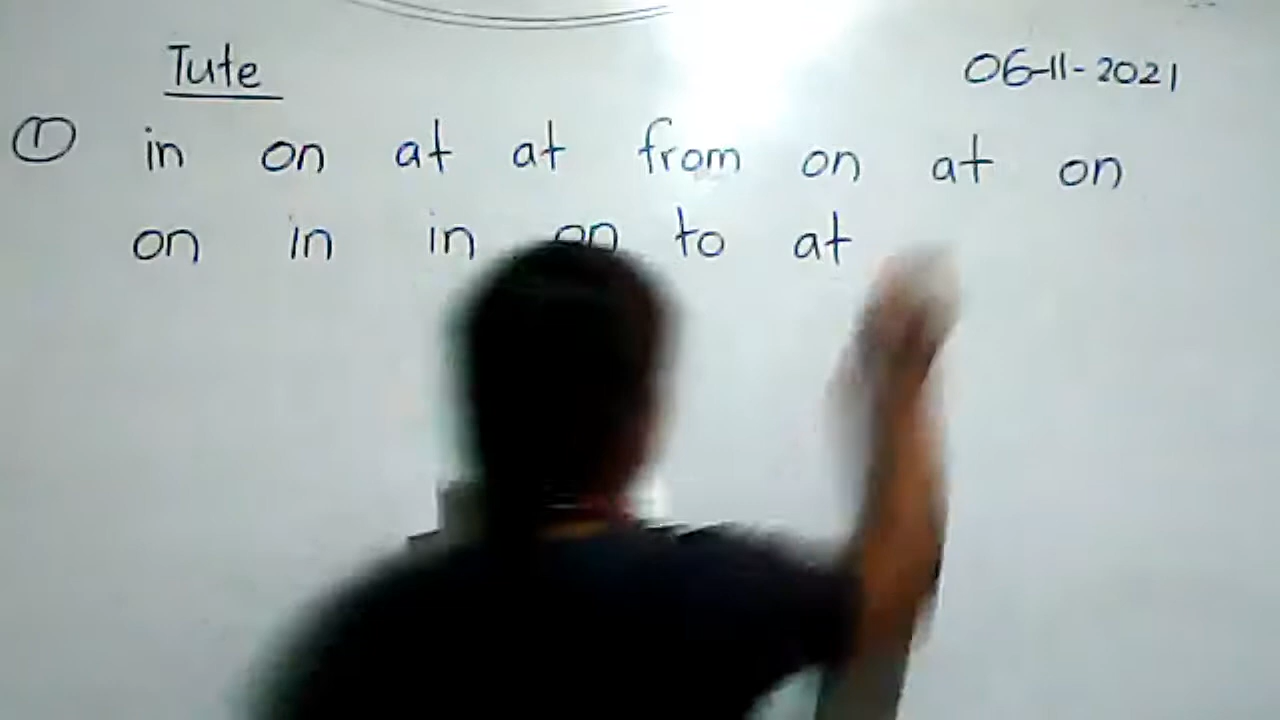 Tute 06-11-2021
① in on at at from on at on
on in in on to at